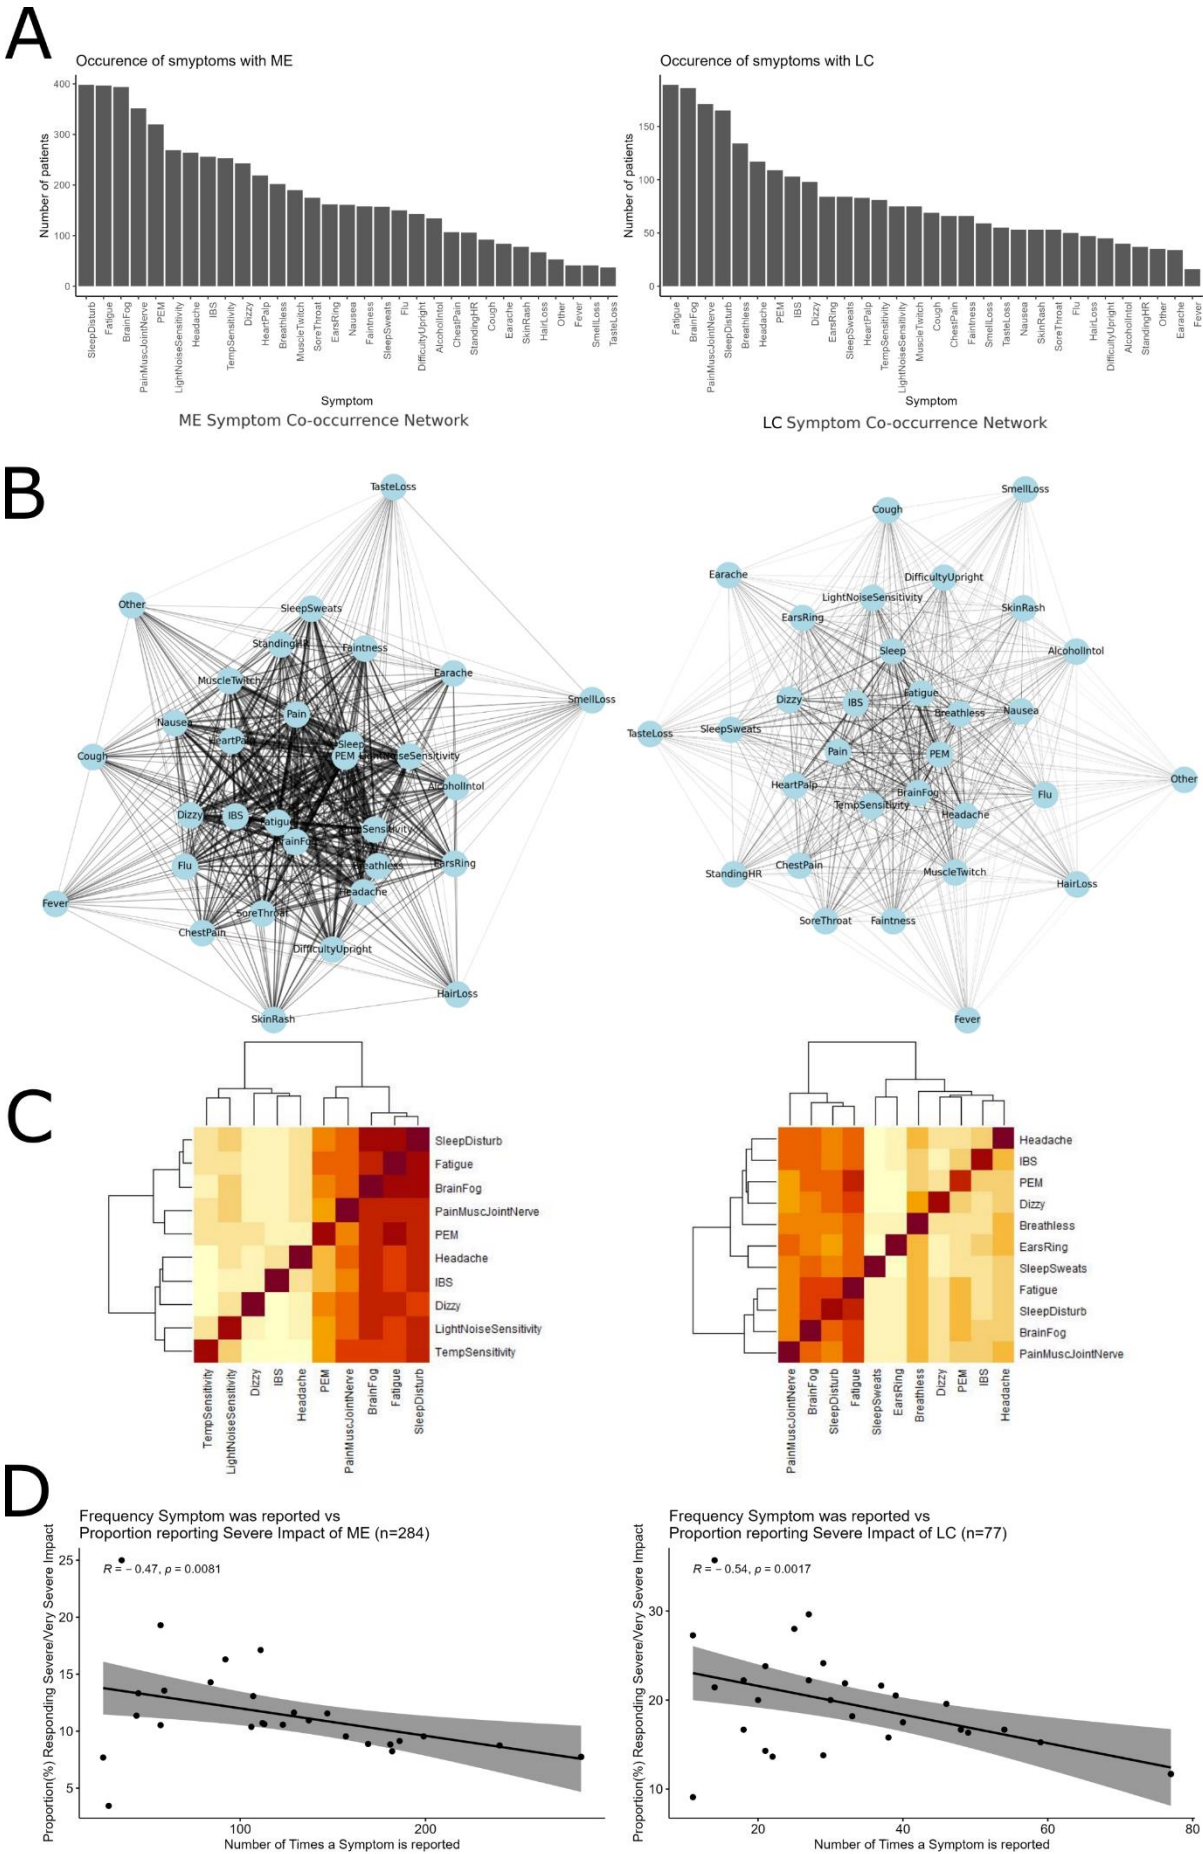 A
Occurence of smyptoms with ME
Number of patients
400
300
200
100
0
SleepDisturb
Fatigue
BrainFog
PainMuscJointNerve
PEM
LightNoiseSensitivity
Headache
IBS
TempSensitivity
Dizzy
HeartPalp
Breathless
MuscleTwitch
SoreThroat
EarsRing
Nausea
Faintness
SleepSweats
Flu
DifficultyUpright
AlcoholIntol
ChestPain
StandingHR
Cough
Earache
SkinRash
HairLoss
Other
Fever
SmellLoss
TasteLoss
Symptom
Occurence of smyptoms with LC
Number of patients
150
100
50
0
Fatigue
BrainFog
PainMuscJointNerve
SleepDisturb
Breathless
Headache
PEM
IBS
Dizzy
EarsRing
SleepSweats
HeartPalp
TempSensitivity
LightNoiseSensitivity
MuscleTwitch
Cough
ChestPain
Faintness
SmellLoss
TasteLoss
Nausea
SkinRash
SoreThroat
Flu
HairLoss
DifficultyUpright
AlcoholIntol
StandingHR
Other
Earache
Fever
Symptom
B
ME Symptom Co-occurrence Network
TasteLoss
Other
SleepSweats
StandingHR
Faintness
Earache
MuscleTwitch
SmellLoss
Pain
Nausea
HeartPalp
Sleep
PEM
LightNoiseSensitivity
Cough
AlcoholIntol
Dizzy
IBS
Fatigue
TempSensitivity
BrainFog
Flu
Breathless
EarsRing
Headache
Fever
SoreThroat
ChestPain
DifficultyUpright
HairLoss
SkinRash
LC Symptom Co-occurrence Network
SmellLoss
Cough
Earache
DifficultyUpright
LightNoiseSensitivity
SkinRash
EarsRing
Sleep
AlcoholIntol
Fatigue
Dizzy
IBS
Breathless
Nausea
SleepSweats
TasteLoss
Pain
PEM
Other
HeartPalp
BrainFog
Flu
TempSensitivity
Headache
ChestPain
StandingHR
MuscleTwitch
HairLoss
SoreThroat
Faintness
Fever
C
SleepDisturb
Fatigue
BrainFog
PainMuscJointNerve
PEM
Headache
IBS
Dizzy
LightNoiseSensitivity
TempSensitivity
TempSensitivity
LightNoiseSensitivity
Dizzy
IBS
Headache
PEM
PainMuscJointNerve
BrainFog
Fatigue
SleepDisturb
Headache
IBS
PEM
Dizzy
Breathless
EarsRing
SleepSweats
Fatigue
SleepDisturb
BrainFog
PainMuscJointNerve
PainMuscJointNerve
BrainFog
SleepDisturb
Fatigue
SleepSweats
EarsRing
Breathless
Dizzy
PEM
IBS
Headache
D
Frequency Symptom was reported vs
Proportion reporting Severe Impact of ME (n=284)
R = − 0.47, p = 0.0081
Proportion(%) Responding Severe/Very Severe Impact
25
20
15
10
5
100
200
Number of Times a Symptom is reported
Frequency Symptom was reported vs
Proportion reporting Severe Impact of LC (n=77)
R = − 0.54, p = 0.0017
Proportion(%) Responding Severe/Very Severe Impact
30
20
10
20
40
60
80
Number of Times a Symptom is reported